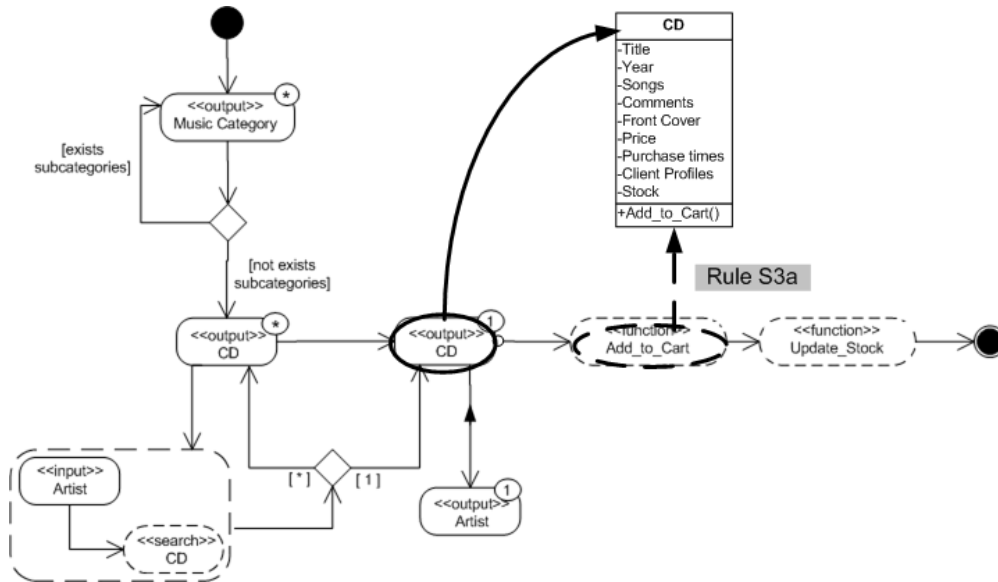 CD
-Title
-Year
-Songs
-Comments
-Front Cover
-Price
-Purchase times
-Client Profiles
-Stock
+Add_to_Cart()
<<output>>
*
Music Category
[exists
subcategories]
[not exists
subcategories]
Rule S3a
<<output>>
*
CD
<<output>>
1
CD
<<function>>
Add_to_Cart
<<function>>
Update_Stock
<<input>>
Artist
<<search>>
CD
[ * ]
[ 1 ]
<<output>>
1
Artist